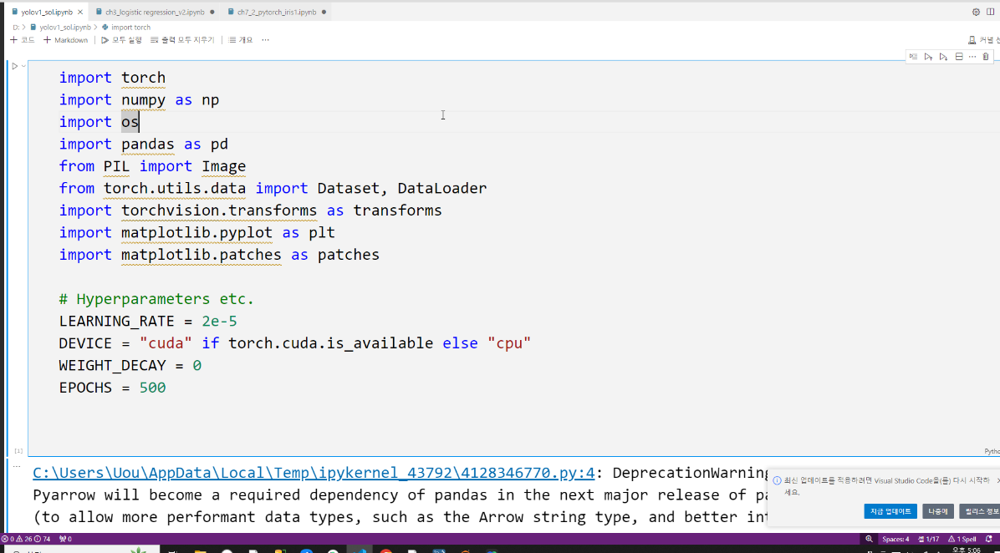 yolov1_sol.ipynb ch3_logistic regression_v2.ipynb ch7_2_pytorch_iris1.ipynb
D: > yolov1_sol.ipynb > import torch
+ 코드 + Markdown 모두 실행 출력 모두 지우기 개요 ...
커널 선
import torch
import numpy as np
import os
import pandas as pd
from PIL import Image
from torch.utils.data import Dataset, DataLoader
import torchvision.transforms as transforms
import matplotlib.pyplot as plt
import matplotlib.patches as patches
# Hyperparameters etc.
LEARNING_RATE = 2e-5
DEVICE = "cuda" if torch.cuda.is_available else "cpu"
WEIGHT_DECAY = 0
EPOCHS = 500
[1]
Pytho
C:\Users\Uou\AppData\Local\Temp\ipykernel_43792\4128346770.py:4: DeprecationWarning
Pyarrow will become a required dependency of pandas in the next major release of pa
(to allow more performant data types, such as the Arrow string type, and better int
최신 업데이트를 적용하려면 Visual Studio Code을(를) 다시 시작하
세요.
지금 업데이트 나중에 릴리스 정보
0 26 74 0
Spaces: 4 셀 1/17 1 Spell
오후 5:06